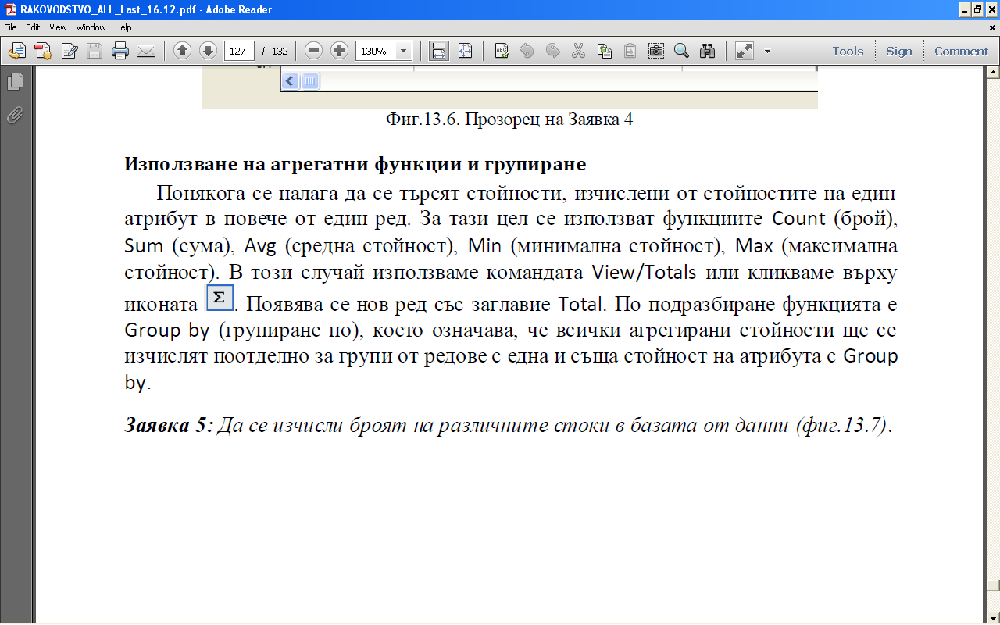 RAKOVODSTVO_ALL_Last_16.12.pdf - Adobe Reader
File Edit View Window Help
127 / 132 130% Tools Sign Comment
Фиг.13.6. Прозорец на Заявка 4
Използване на агрегатни функции и групиране
Понякога се налага да се търсят стойности, изчислени от стойностите на един
атрибут в повече от един ред. За тази цел се използват функциите Count (брой),
Sum (сума), Avg (средна стойност), Min (минимална стойност), Max (максимална
стойност). В този случай използваме командата View/Totals или кликваме върху
иконата Σ. Появява се нов ред със заглавие Total. По подразбиране функцията е
Group by (групиране по), което означава, че всички агрегирани стойности ще се
изчислят поотделно за групи от редове с една и съща стойност на атрибута с Group
by.
Заявка 5: Да се изчисли броят на различните стоки в базата от данни (фиг.13.7).